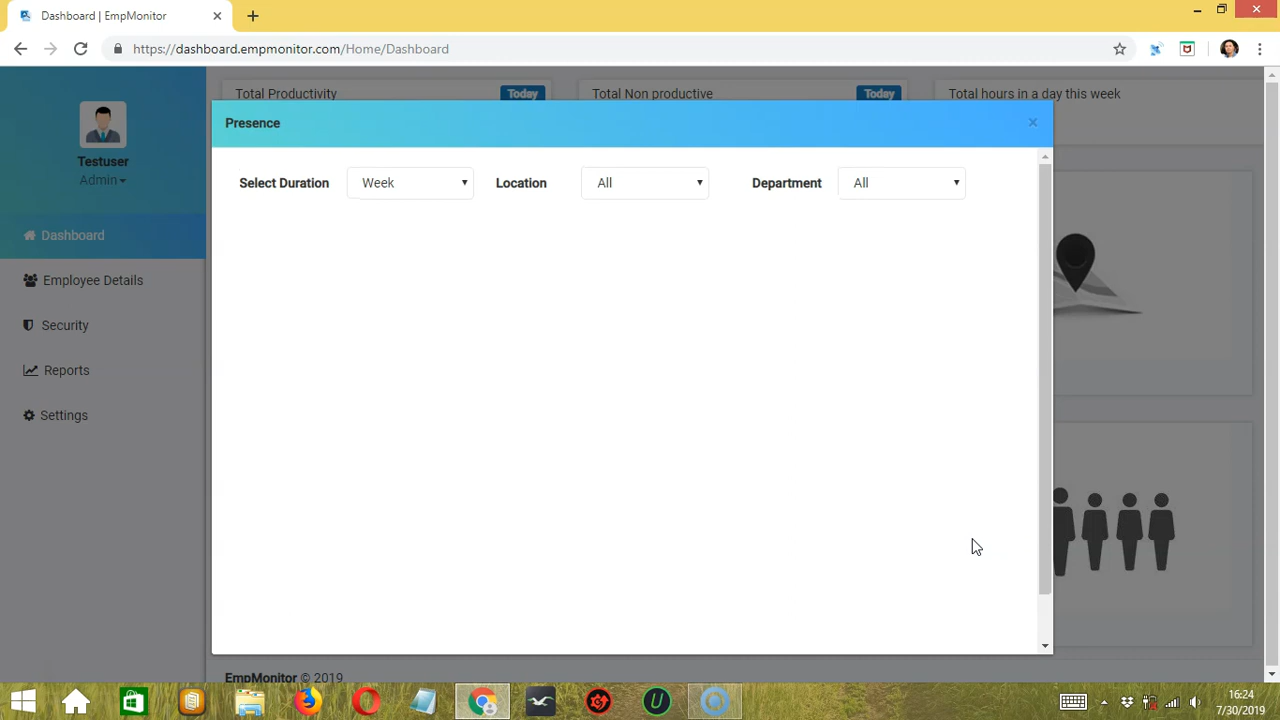 Dashboard | EmpMonitor
https://dashboard.empmonitor.com/Home/Dashboard
Total Productivity Today Total Non productive Today Total hours in a day this week
Presence
Testuser
Admin
Select Duration Week Location All Department All
Dashboard
Employee Details
Security
Reports
Settings
EmpMonitor © 2019
16:24
7/30/2019